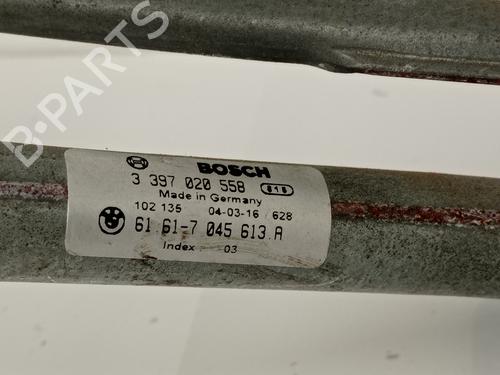 B-PARTS
BOSCH
3 397 020 558 818
Made in Germany
102 135 04-03-16 / 628
61.61-7 045 613.A
Index 03